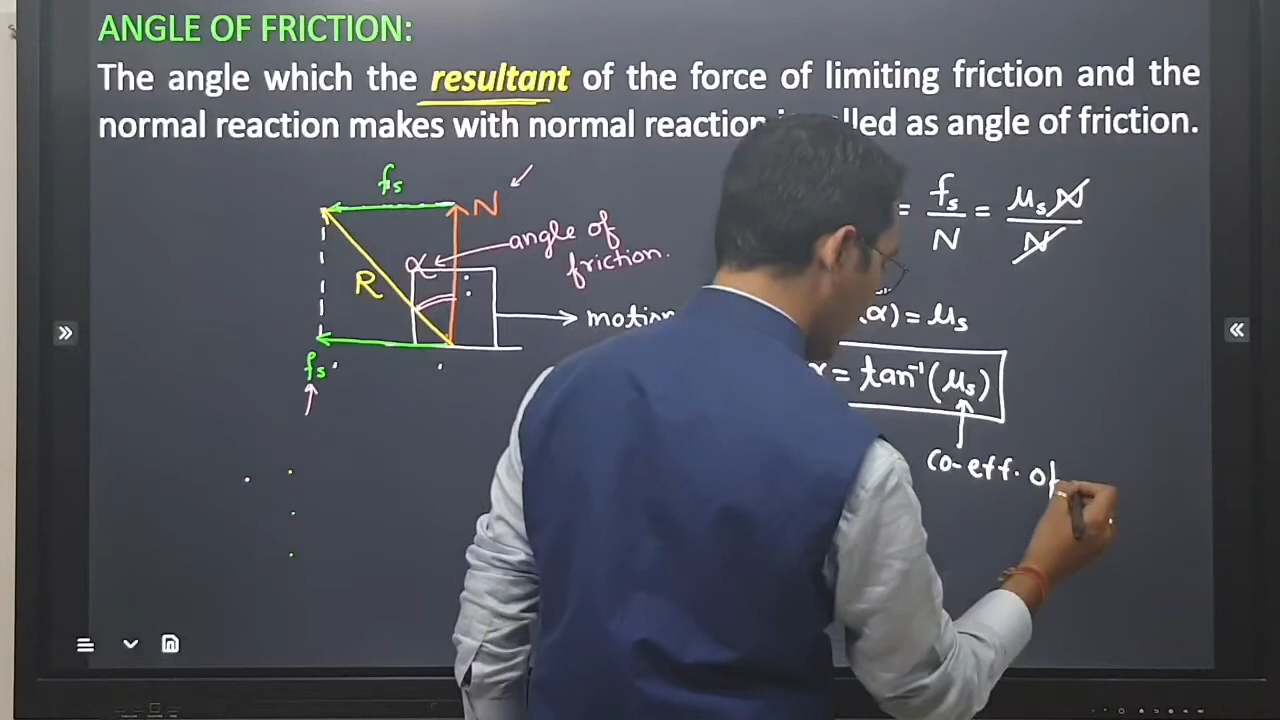 ANGLE OF FRICTION:
The angle which the resultant of the force of limiting friction and the
normal reaction makes with normal reaction as angle of friction.
fs
N
angle of
friction.
α
R
motion
fs
= fs/N = μsN/N
α) = μs
= tan⁻¹(μs)
co-eff. of